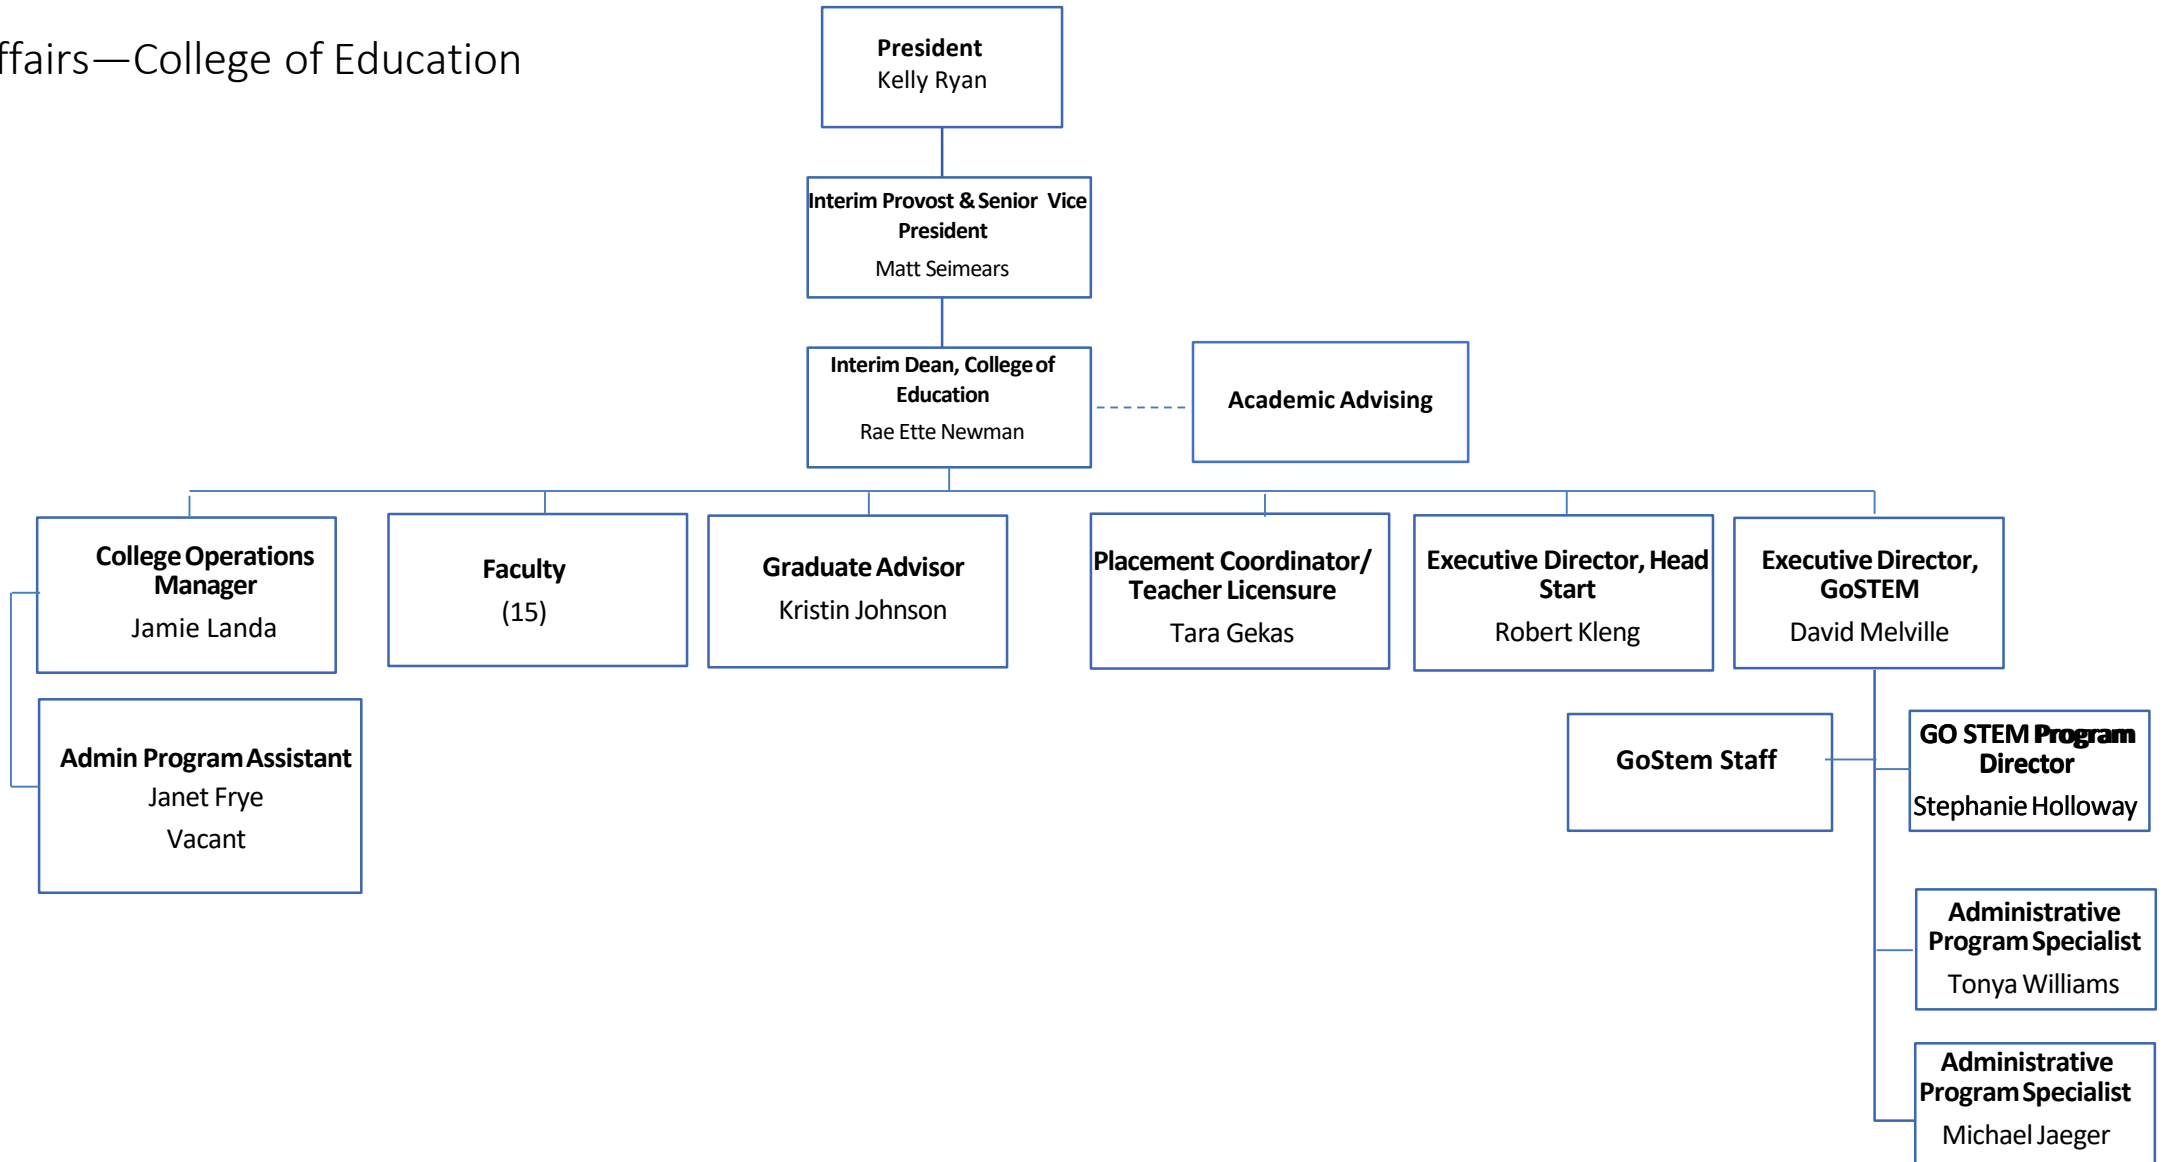 ffairs—College of Education
President
Kelly Ryan
Interim Provost & Senior Vice
President
Matt Seimears
Interim Dean, College of
Education
Rae Ette Newman
Academic Advising
College Operations
Manager
Jamie Landa
Faculty
(15)
Graduate Advisor
Kristin Johnson
Placement Coordinator/
Teacher Licensure
Tara Gekas
Executive Director, Head
Start
Robert Kleng
Executive Director,
GoSTEM
David Melville
Admin Program Assistant
Janet Frye
Vacant
GoStem Staff
GO STEM Program
Director
Stephanie Holloway
Administrative
Program Specialist
Tonya Williams
Administrative
Program Specialist
Michael Jaeger